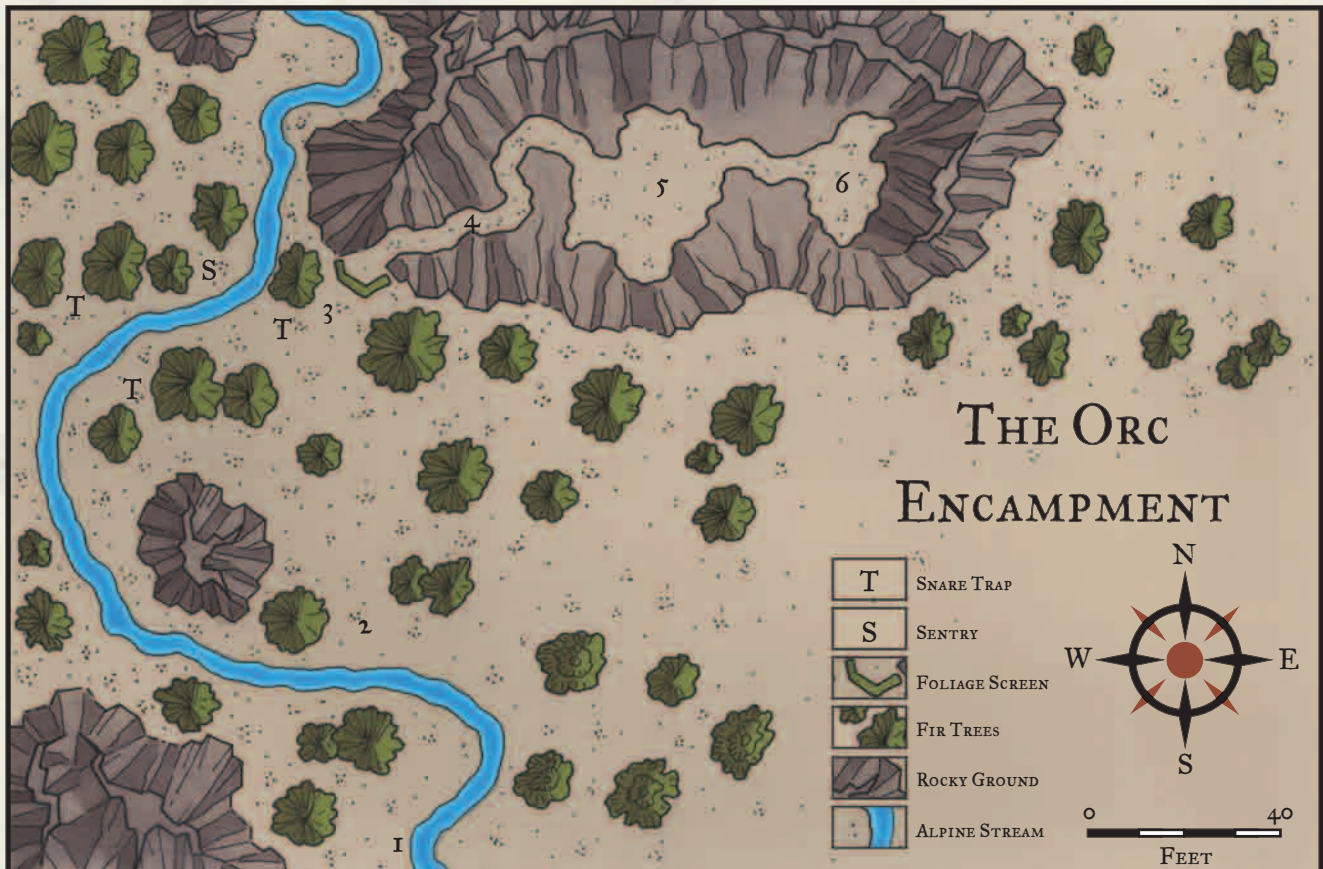 5
6
4
S
T
3
T
T
The Orc
Encampment
N
T Snare Trap
S Sentry
W E
Foliage Screen
2
Fir Trees
S
Rocky Ground
0 40
Alpine Stream
1
Feet